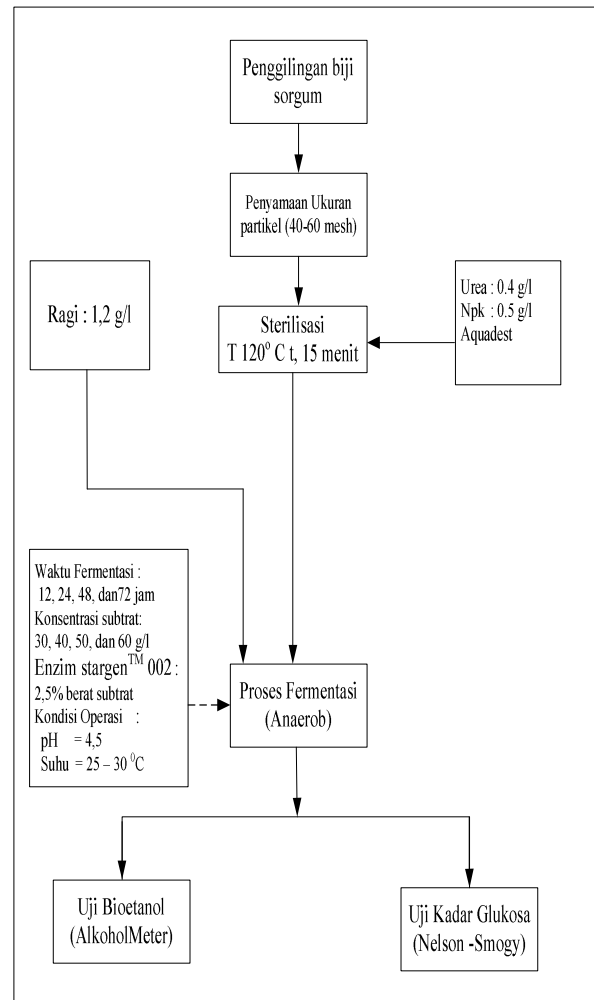 Penggilingan biji
sorgum
Penyamaan Ukuran
partikel (40-60 mesh)
Ragi : 1,2 g/l
Sterilisasi
T 120° C t, 15 menit
Urea : 0.4 g/l
Npk : 0.5 g/l
Aquadest
Waktu Fermentasi :
12, 24, 48, dan72 jam
Konsentrasi subtrat:
30, 40, 50, dan 60 g/l
Enzim stargen™ 002 :
2,5% berat subtrat
Kondisi Operasi :
pH = 4,5
Suhu = 25 – 30 ⁰C
Proses Fermentasi
(Anaerob)
Uji Bioetanol
(AlkoholMeter)
Uji Kadar Glukosa
(Nelson -Smogy)